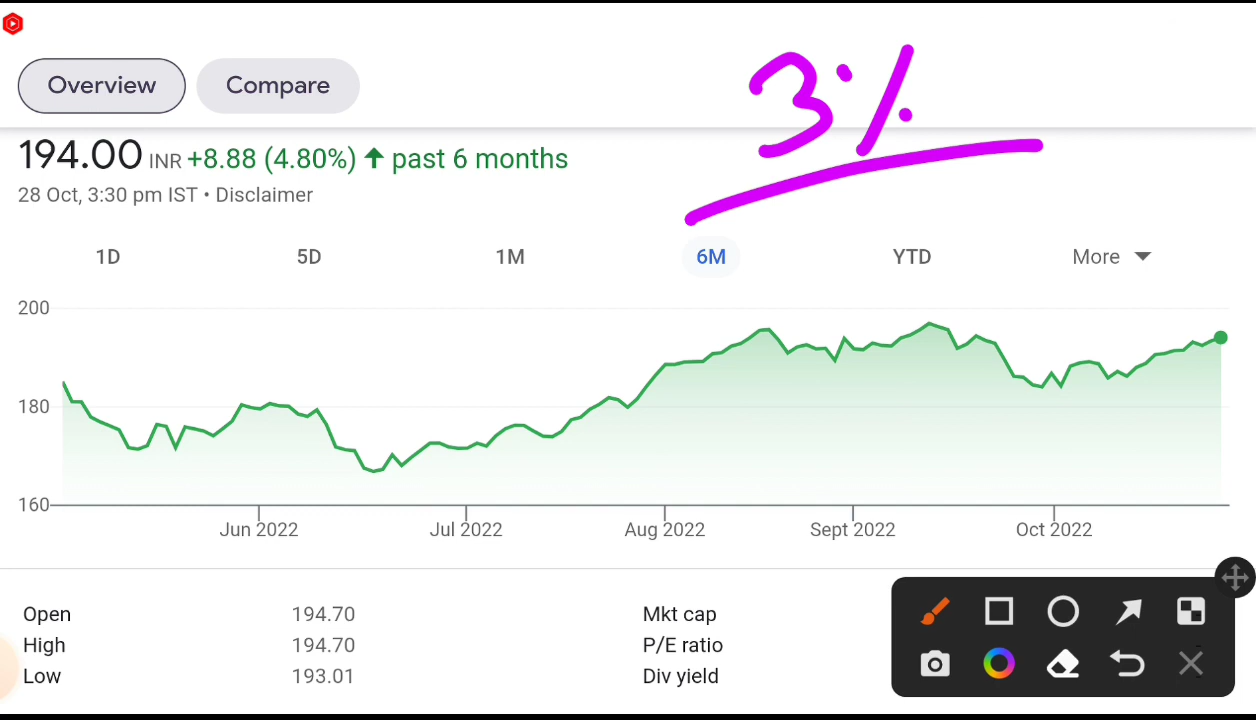 Overview Compare
3%
194.00 INR +8.88 (4.80%) ↑ past 6 months
28 Oct, 3:30 pm IST • Disclaimer
1D 5D 1M 6M YTD More
200
180
160
Jun 2022 Jul 2022 Aug 2022 Sept 2022 Oct 2022
Open 194.70 Mkt cap
High 194.70 P/E ratio
Low 193.01 Div yield